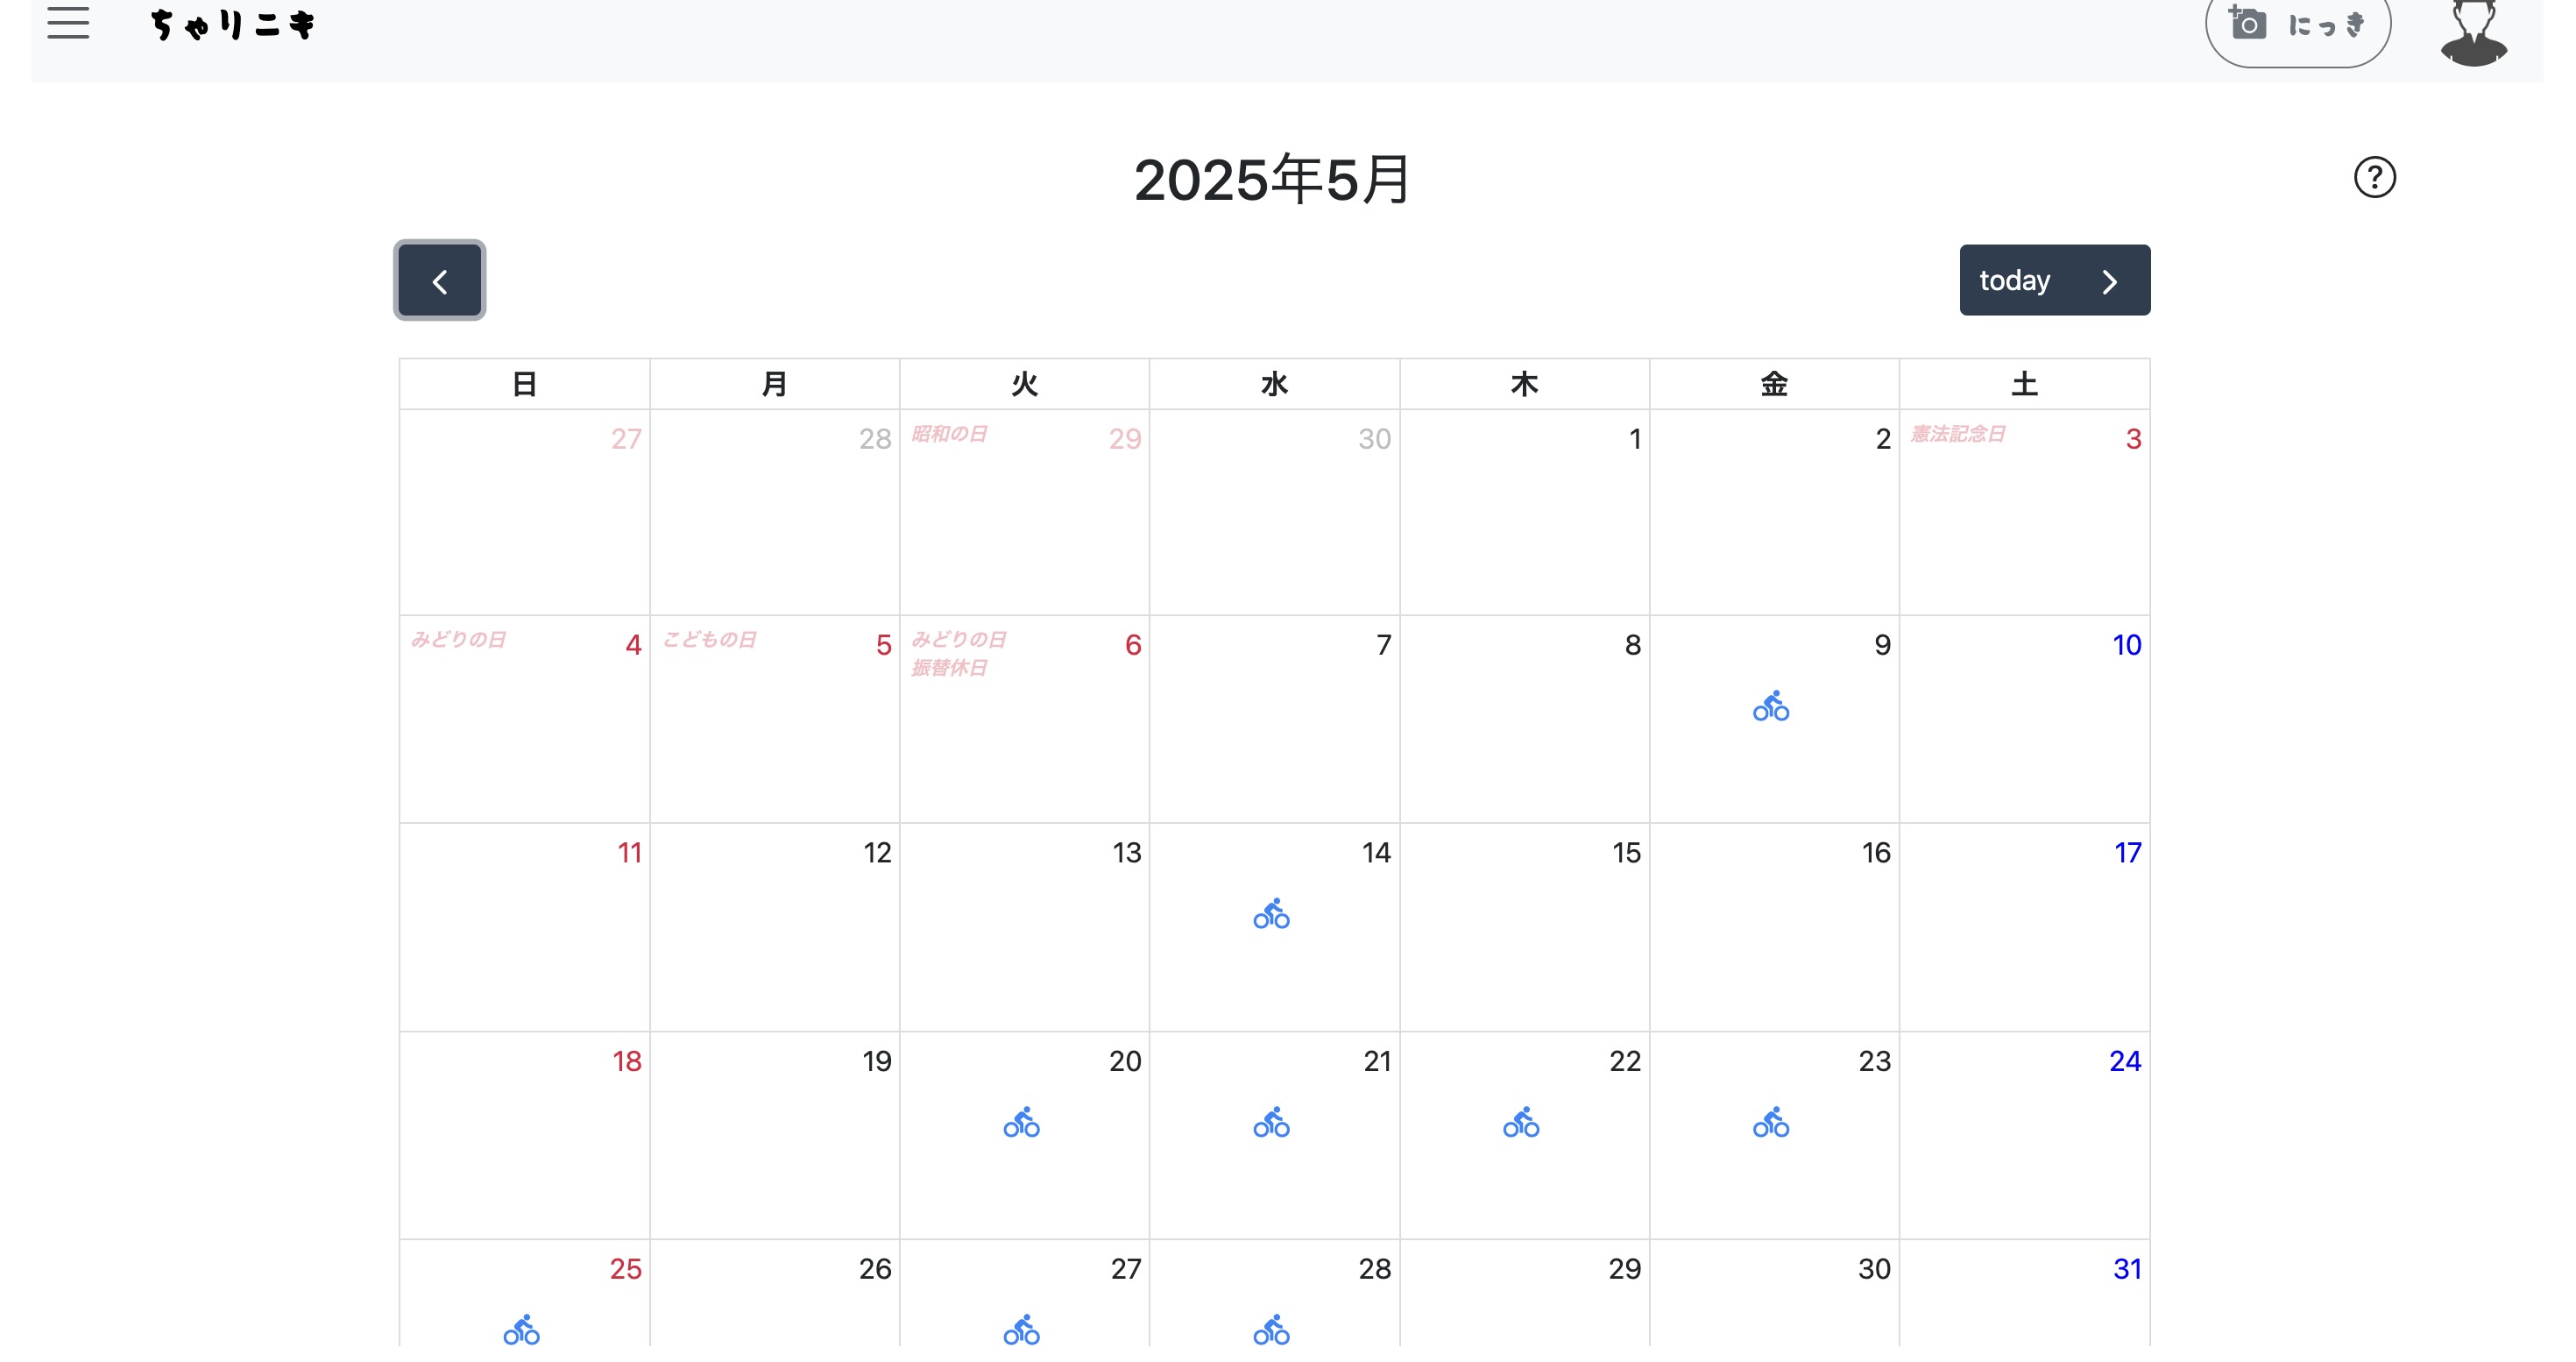 ちゃりニキ
にっき
2025年5月
?
today
日 月 火 水 木 金 土
27 28 昭和の日 29 30 1 2 憲法記念日 3
みどりの日 4 こどもの日 5 みどりの日 6 7 8 9 10
振替休日
11 12 13 14 15 16 17
18 19 20 21 22 23 24
25 26 27 28 29 30 31